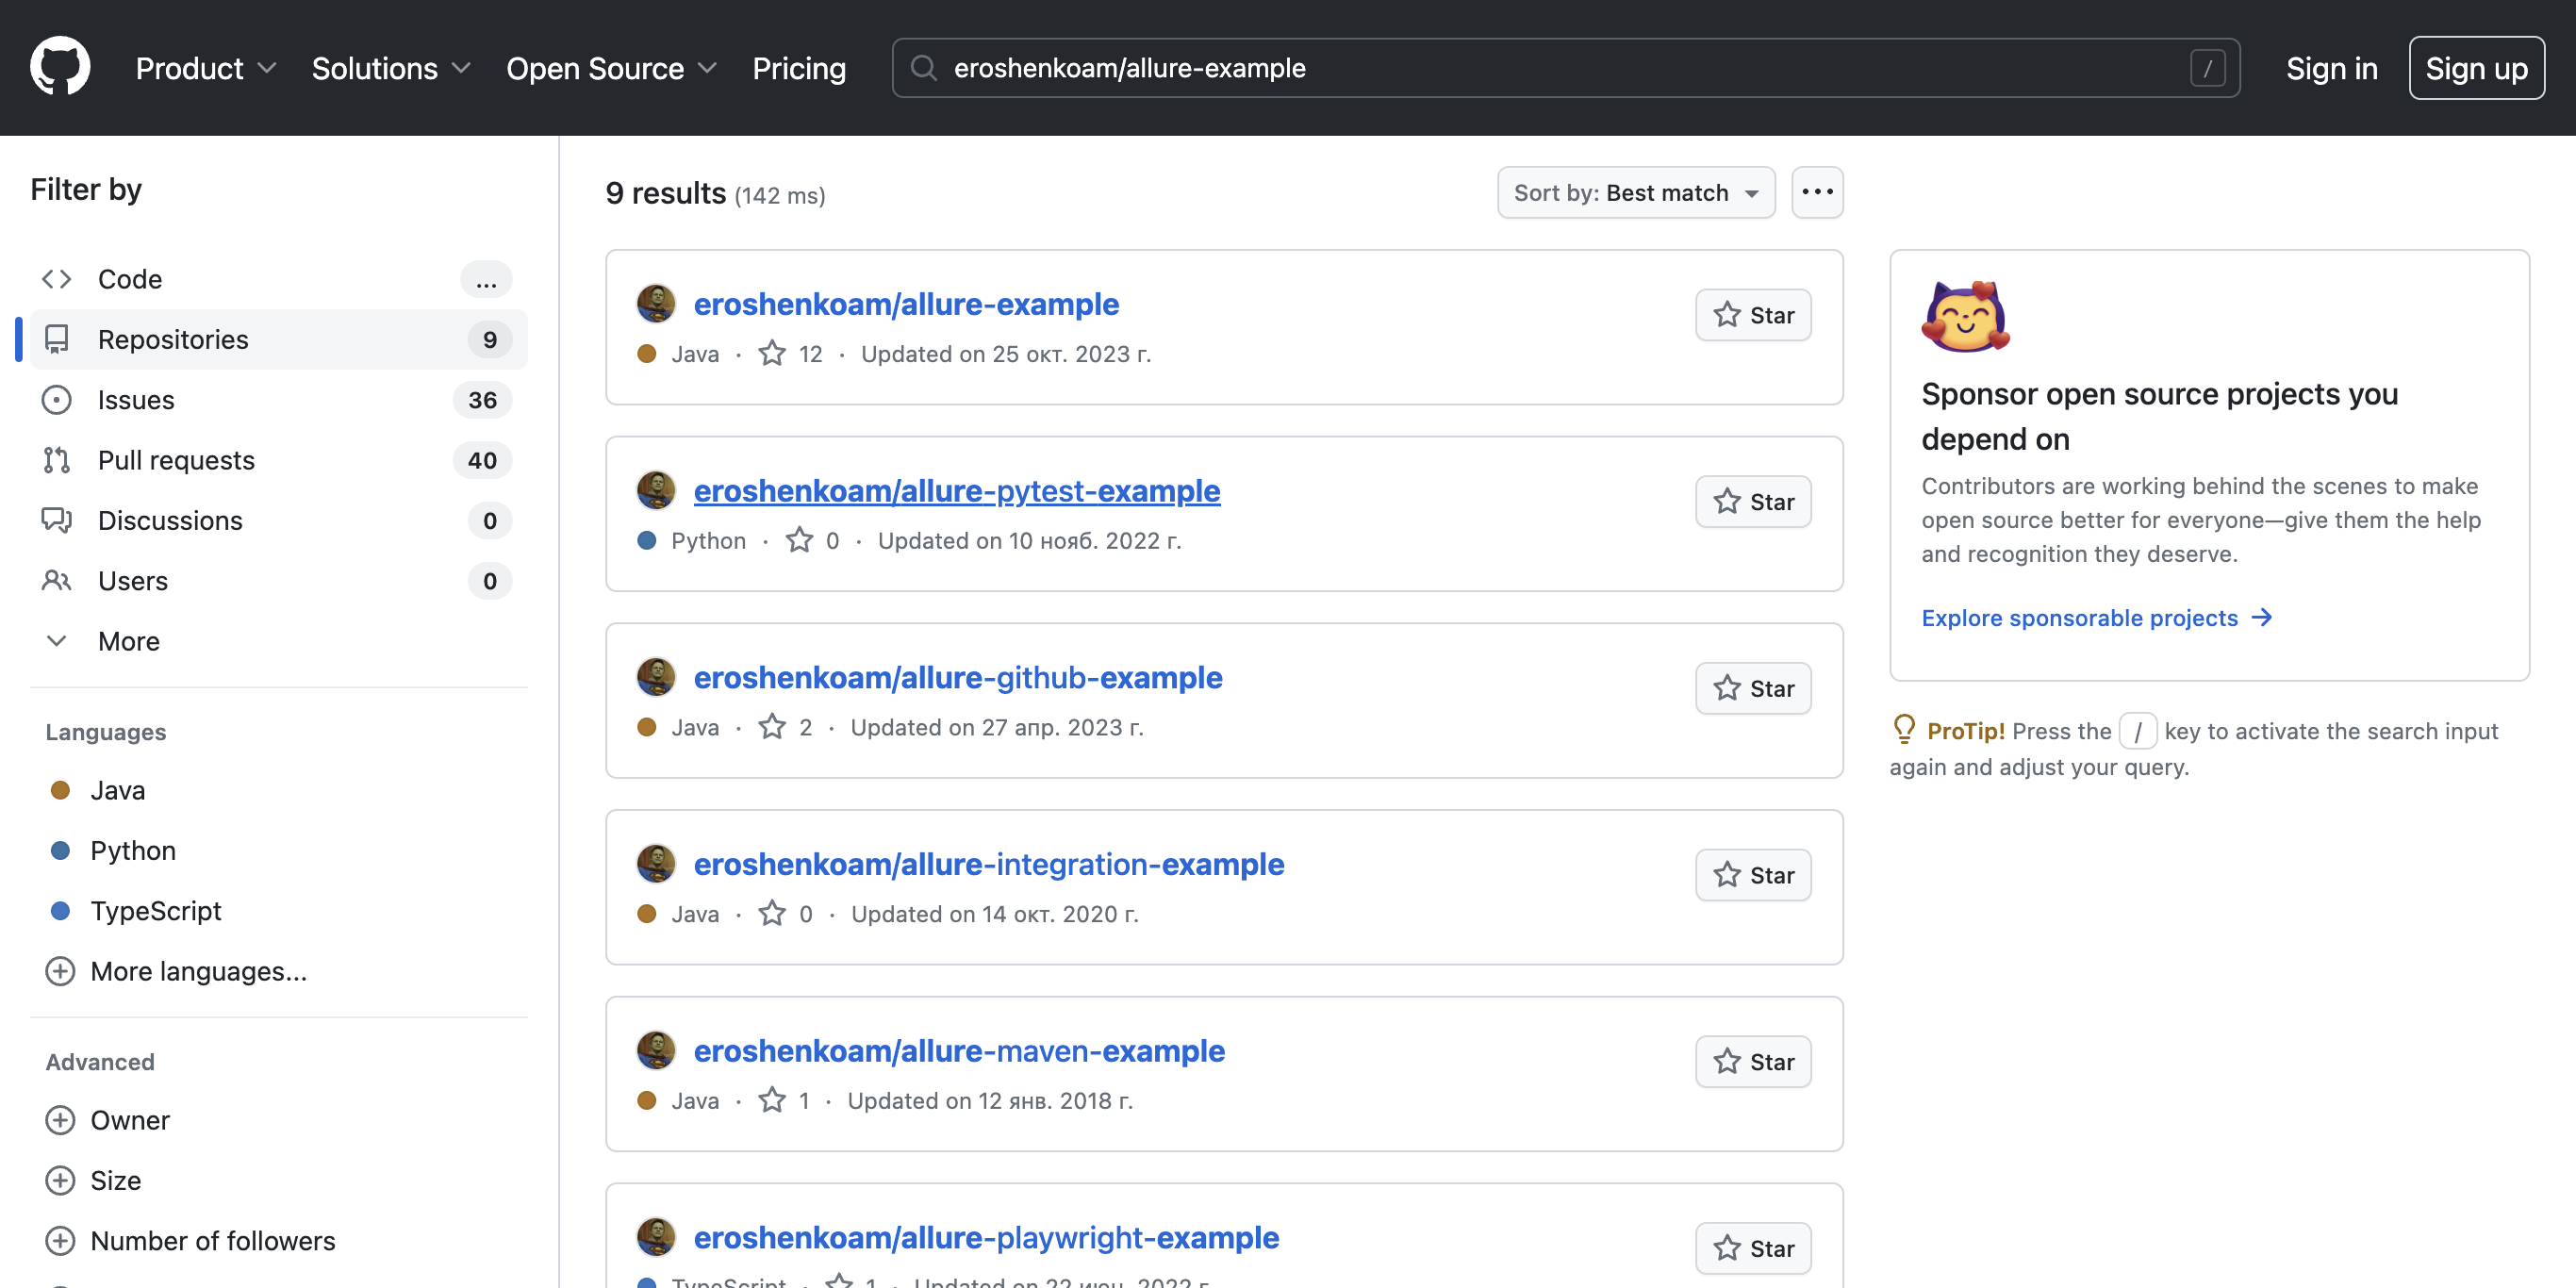 Product Solutions Open Source Pricing eroshenkoam/allure-example / Sign in Sign up
Filter by
Code ...
Repositories 9
Issues 36
Pull requests 40
Discussions 0
Users 0
More
Languages
Java
Python
TypeScript
More languages...
Advanced
Owner
Size
Number of followers
9 results (142 ms)
Sort by: Best match
eroshenkoam/allure-example
Star
Java · 12 · Updated on 25 окт. 2023 г.
eroshenkoam/allure-pytest-example
Star
Python · 0 · Updated on 10 нояб. 2022 г.
eroshenkoam/allure-github-example
Star
Java · 2 · Updated on 27 апр. 2023 г.
eroshenkoam/allure-integration-example
Star
Java · 0 · Updated on 14 окт. 2020 г.
eroshenkoam/allure-maven-example
Star
Java · 1 · Updated on 12 янв. 2018 г.
eroshenkoam/allure-playwright-example
Star
TypeScript · 1 · Updated on 22 2022 г.
Sponsor open source projects you
depend on
Contributors are working behind the scenes to make
open source better for everyone—give them the help
and recognition they deserve.
Explore sponsorable projects →
ProTip! Press the / key to activate the search input
again and adjust your query.